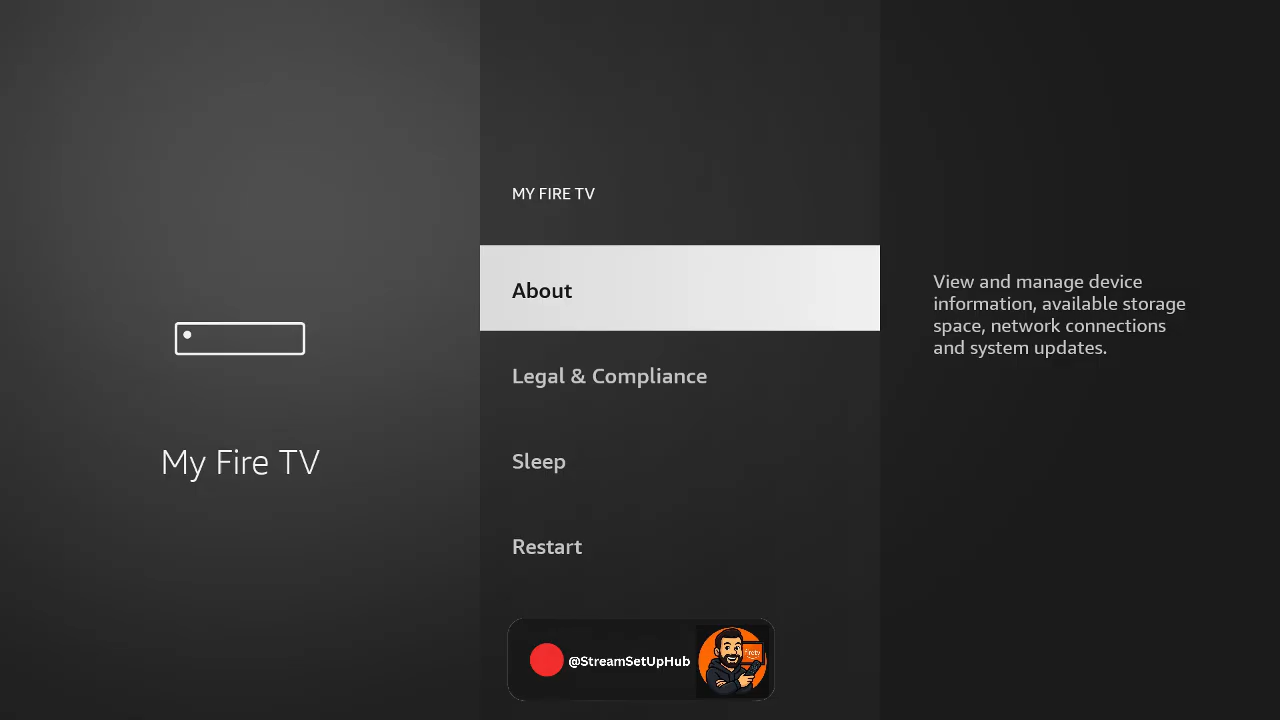 MY FIRE TV
About
Legal & Compliance
Sleep
Restart
My Fire TV
View and manage device
information, available storage
space, network connections
and system updates.
@StreamSetUpHub
firetv